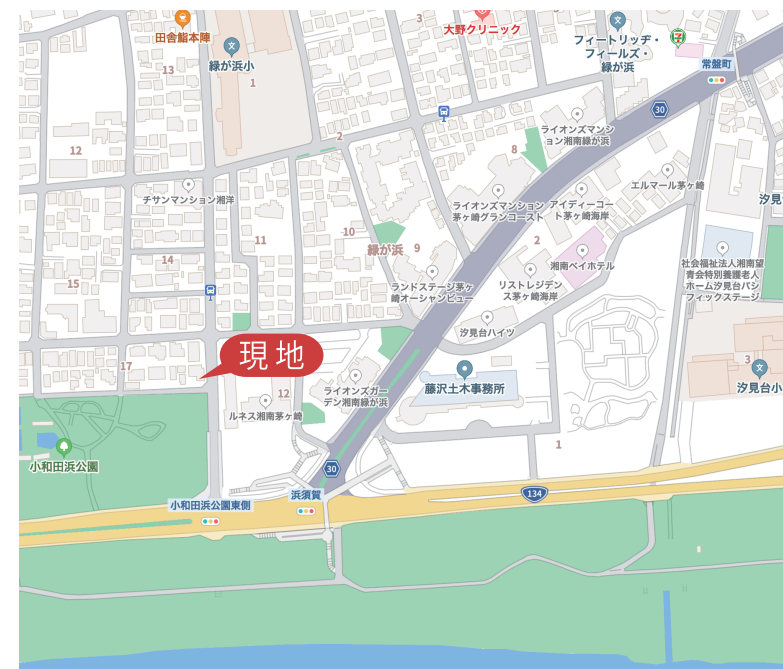 3
田舎鮨本陣
大野クリニック
フィートリッヂ・
フィールズ・
緑が浜
緑が浜小
13
1
常盤町
30
2
ライオンズマンシ
ョン湘南緑が浜
12
8
エルマール茅ヶ崎
チサンマンション湘洋
ライオンズマンション
茅ヶ崎グランコースト
アイディーコー
ト茅ヶ崎海岸
汐見
10
11
緑が浜
9
2
14
湘南ベイホテル
社会福祉法人湘南望
青会特別養護老人
ホーム汐見台パシ
フィックステージ
15
ランドステージ茅ヶ
崎オーシャンビュー
リストレジデン
ス茅ヶ崎海岸
汐見台ハイツ
現地
17
3
12
ライオンズガー
デン湘南緑が浜
藤沢土木事務所
汐見台小
ルネス湘南茅ヶ崎
1
小和田浜公園
30
134
浜須賀
小和田浜公園東側